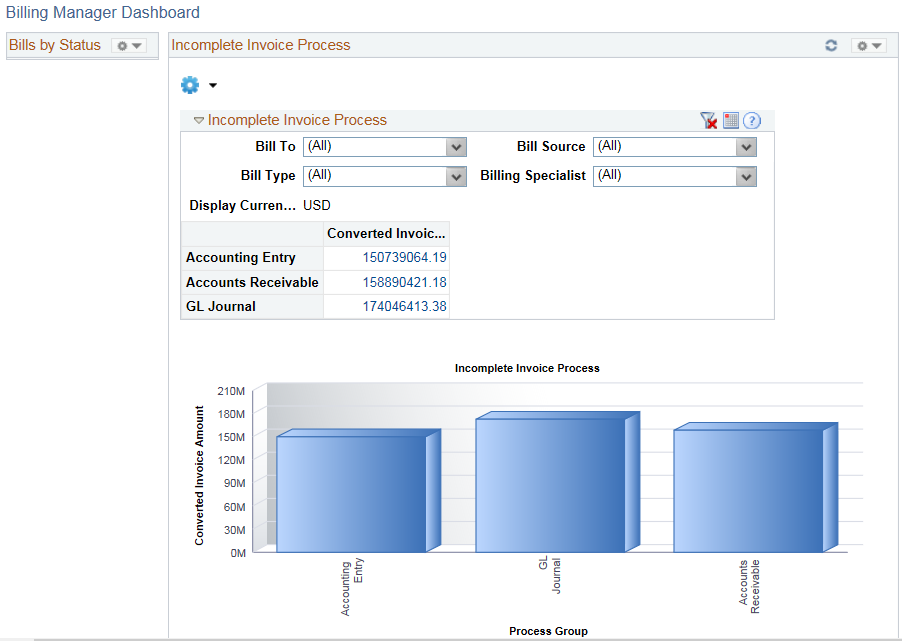 Billing Manager Dashboard
Bills by Status
Incomplete Invoice Process
Incomplete Invoice Process
Bill To (All) Bill Source (All)
Bill Type (All) Billing Specialist (All)
Display Curren... USD
Converted Invoic...
Accounting Entry 150739064.19
Accounts Receivable 158890421.18
GL Journal 174046413.38
Incomplete Invoice Process
Converted Invoice Amount
210M
180M
150M
120M
90M
60M
30M
0M
Accounting
Entry
GL
Journal
Accounts
Receivable
Process Group